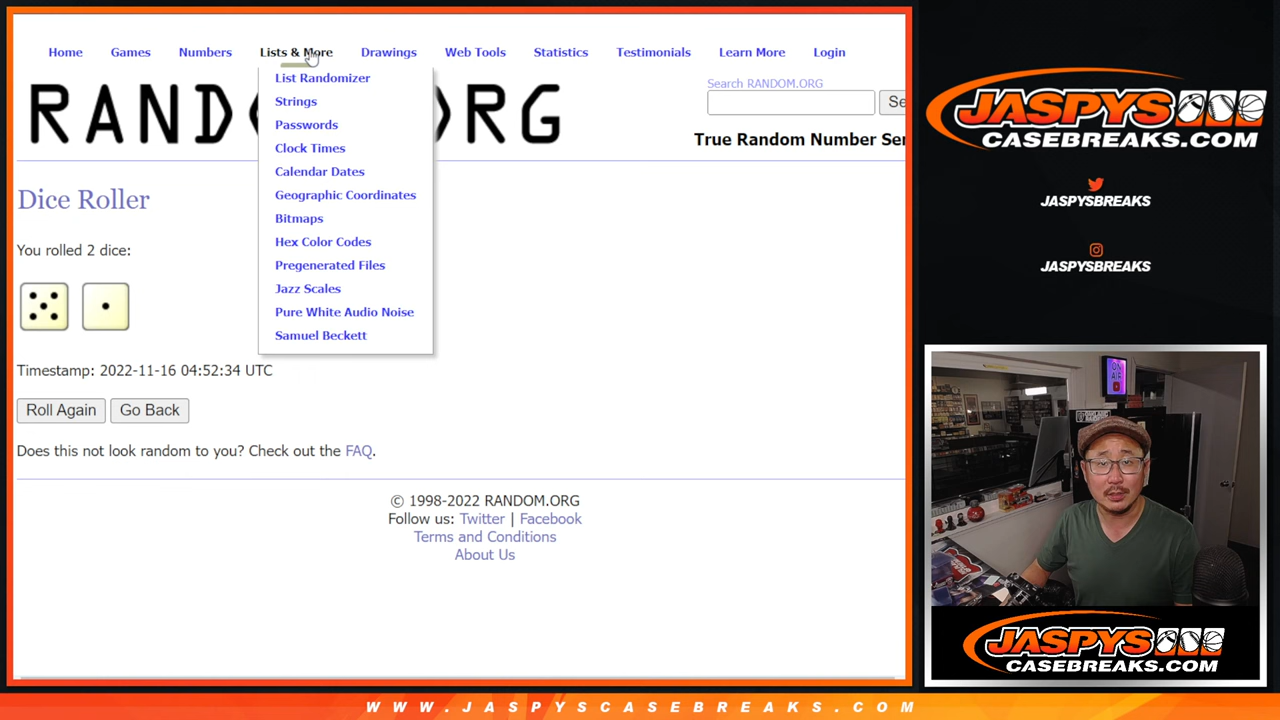 Home Games Numbers Lists & More Drawings Web Tools Statistics Testimonials Learn More Login
List Randomizer
Strings
Passwords
Clock Times
Calendar Dates
Geographic Coordinates
Bitmaps
Hex Color Codes
Pregenerated Files
Jazz Scales
Pure White Audio Noise
Samuel Beckett
Search RANDOM.ORG
True Random Number Ser
Dice Roller
You rolled 2 dice:
Timestamp: 2022-11-16 04:52:34 UTC
Roll Again Go Back
Does this not look random to you? Check out the FAQ.
© 1998-2022 RANDOM.ORG
Follow us: Twitter | Facebook
Terms and Conditions
About Us
JASPYS
CASEBREAKS.COM
JASPYSBREAKS
JASPYSBREAKS
ON
AIR
JASPYS
CASEBREAKS.COM
WWW.JASPYSCASEBREAKS.COM